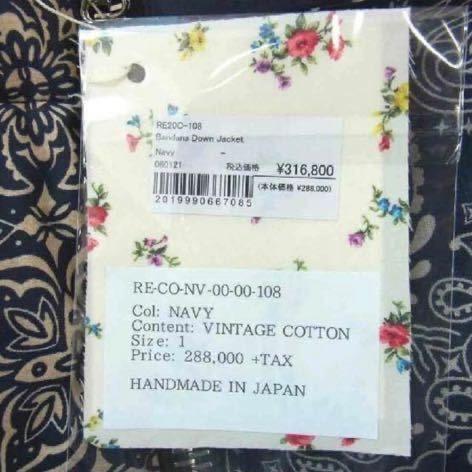 RE20C-108
Bandana Down Jacket
Navy -
060121 税込価格 ¥316,800
(本体価格 ¥288,000)
2019990667085
RE-CO-NV-00-00-108
Col: NAVY
Content: VINTAGE COTTON
Size: 1
Price: 288,000 +TAX
HANDMADE IN JAPAN